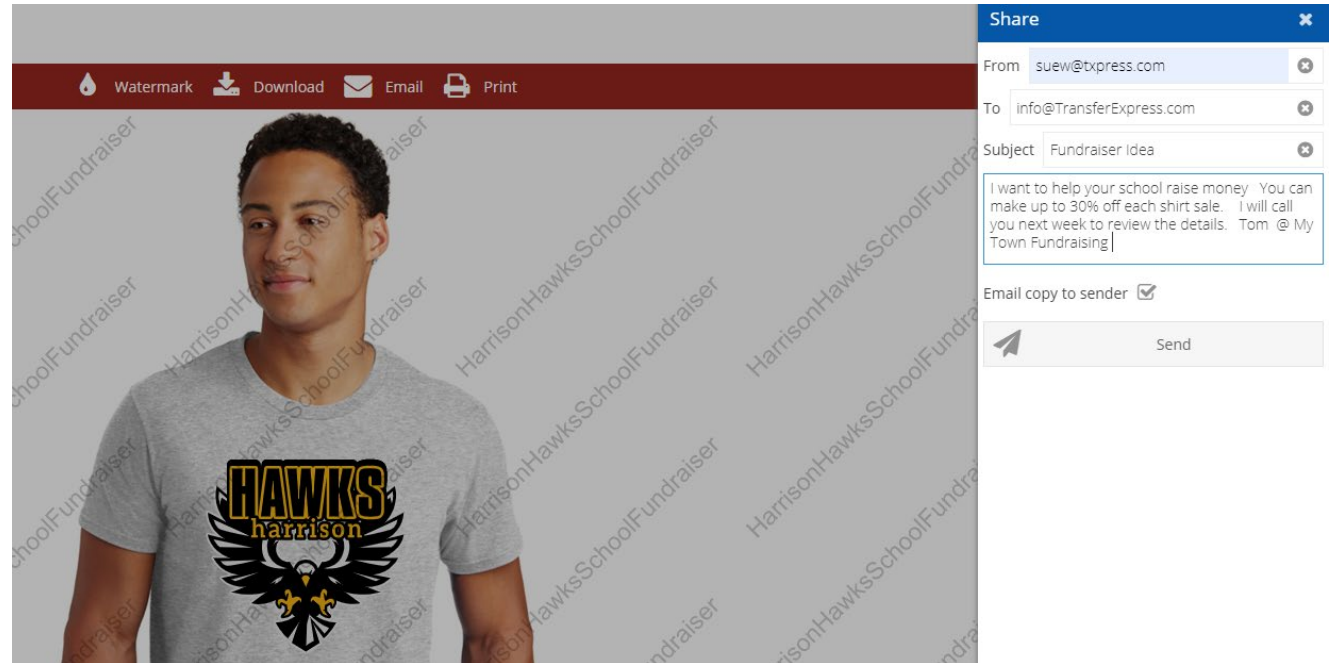 Share
Watermark Download Email Print
From suew@txpress.com
To info@TransferExpress.com
Subject Fundraiser Idea
I want to help your school raise money   You can
make up to 30% off each shirt sale.   I will call
you next week to review the details.   Tom  @ My
Town Fundraising
Email copy to sender
Send
HarrisonHawksSchoolFundraiser
HAWKS
harrison